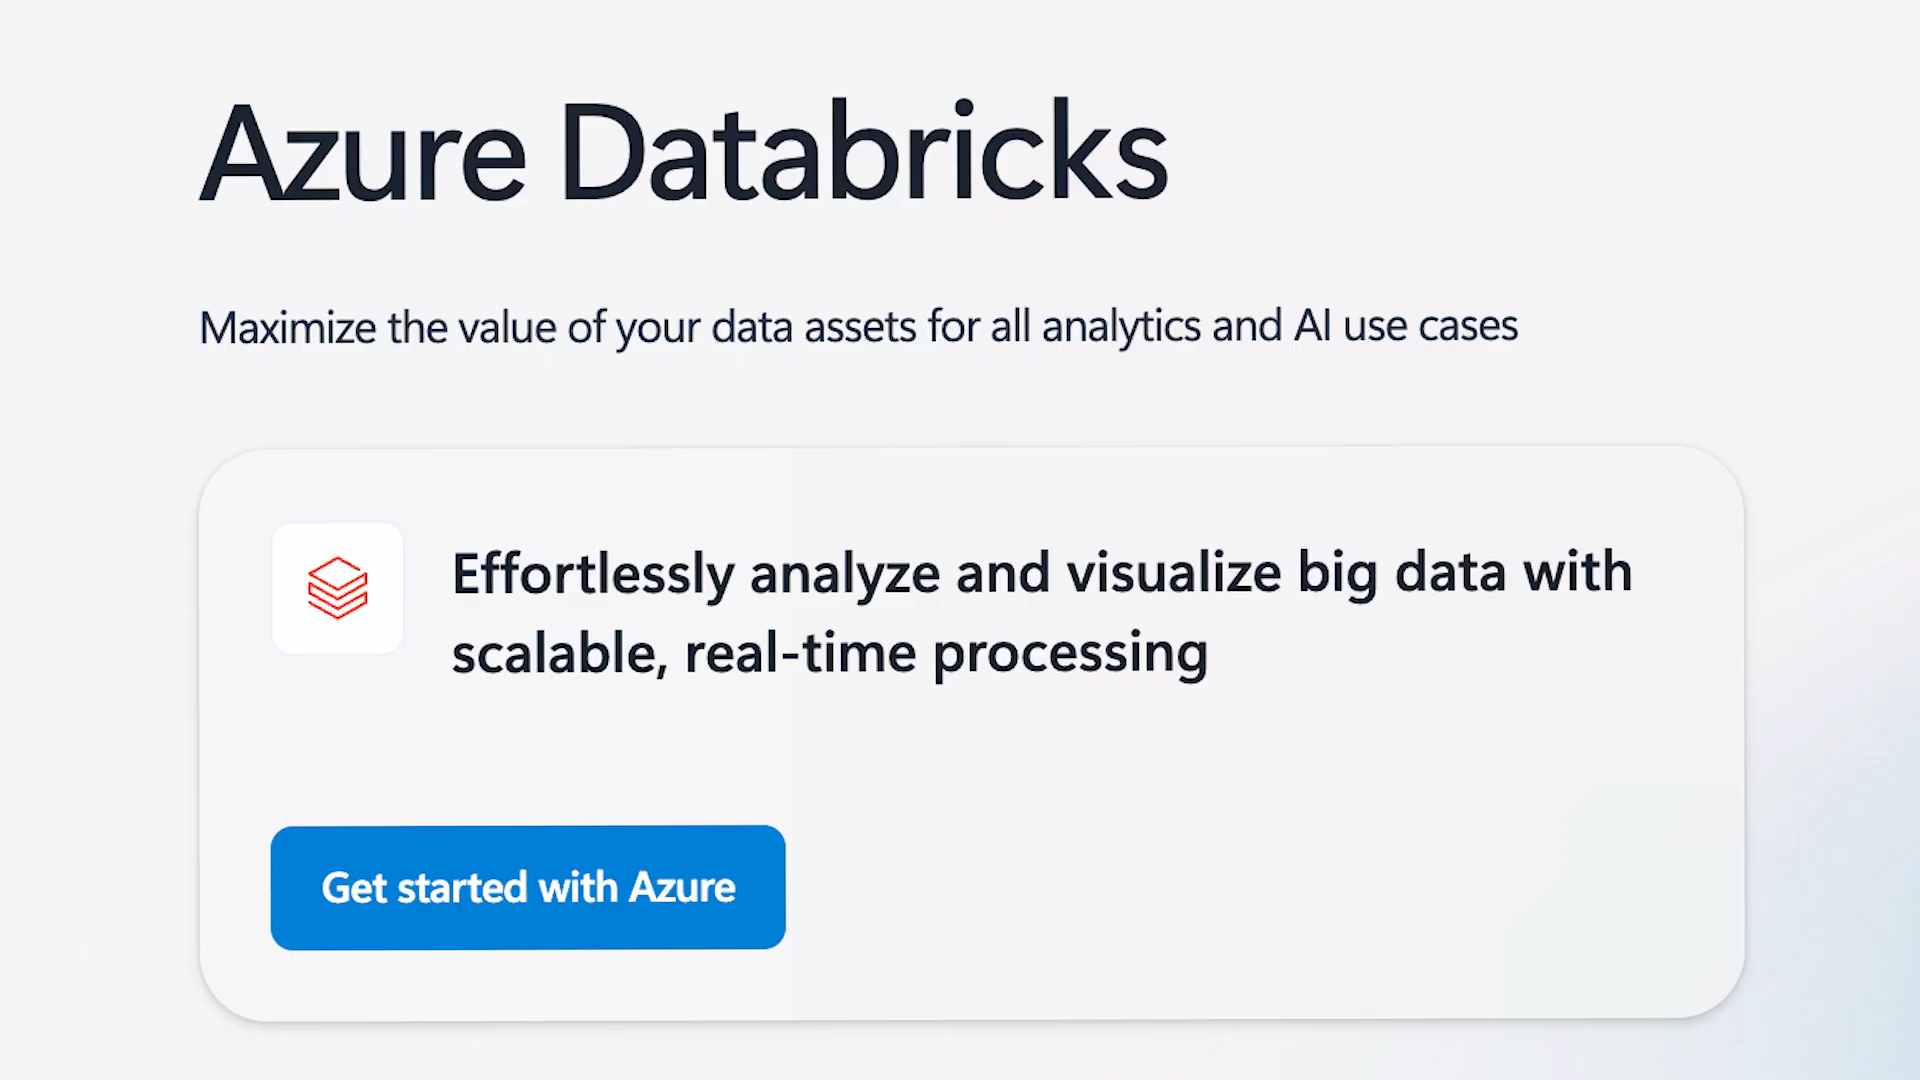 Azure Databricks
Maximize the value of your data assets for all analytics and AI use cases
Effortlessly analyze and visualize big data with
scalable, real-time processing
Get started with Azure